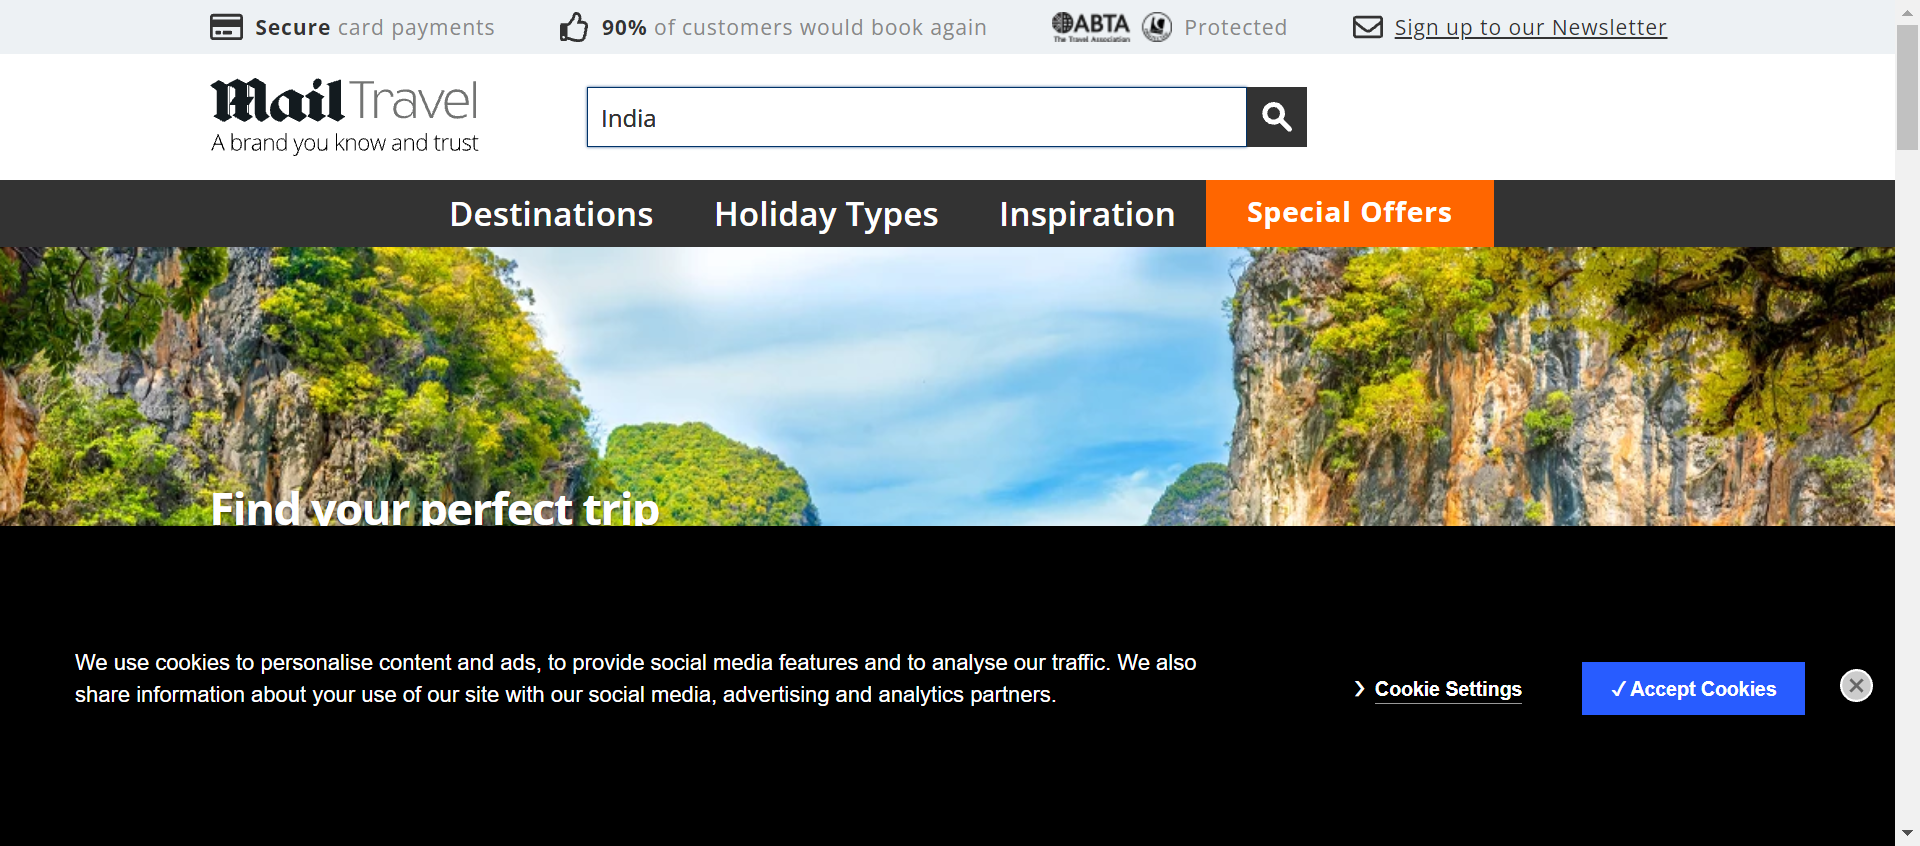 Secure card payments
90% of customers would book again
ABTA
The Travel Association
Protected
Sign up to our Newsletter
Mail Travel
A brand you know and trust
India
Destinations
Holiday Types
Inspiration
Special Offers
Find your perfect trip
We use cookies to personalise content and ads, to provide social media features and to analyse our traffic. We also
share information about your use of our site with our social media, advertising and analytics partners.
Cookie Settings
✓ Accept Cookies